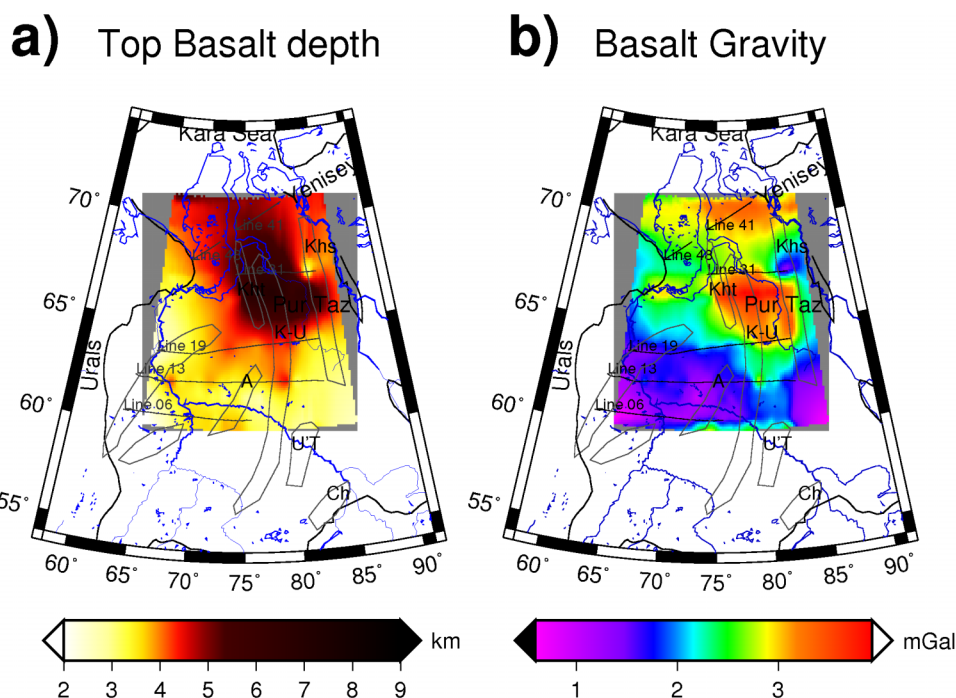 a) Top Basalt depth
Kara Sea
Yenisey
70°
Line 41
Khs
Line 31
Kht
65°
Pur Taz
K-U
Line 19
Urals
Line 13
A
60°
Line 06
U'T
Ch
55°
60° 65° 70° 75° 80° 85° 90°
km
2 3 4 5 6 7 8 9
b) Basalt Gravity
Kara Sea
Yenisey
70°
Line 41
Khs
Line 48
Line 31
Kht
65°
Pur Taz
K-U
Line 19
Urals
Line 13
A
60°
Line 06
U'T
Ch
55°
60° 65° 70° 75° 80° 85° 90°
mGal
1 2 3